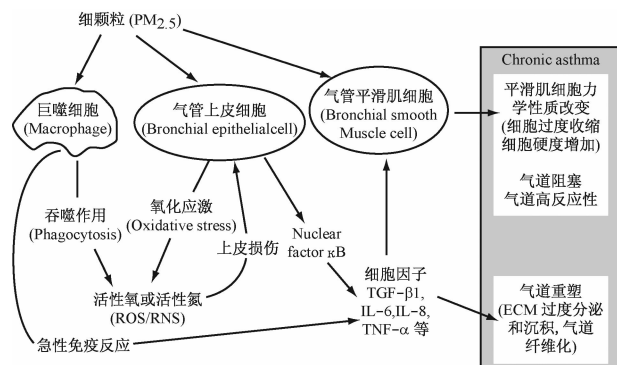 细颗粒 (PM2.5)
Chronic asthma
巨噬细胞
(Macrophage)
气管上皮细胞
(Bronchial epithelialcell)
气管平滑肌细胞
(Bronchial smooth
Muscle cell)
平滑肌细胞力
学性质改变
(细胞过度收缩
细胞硬度增加)
气道阻塞
气道高反应性
吞噬作用
(Phagocytosis)
氧化应激
(Oxidative stress)
上皮损伤
Nuclear
factor κB
活性氧或活性氮
(ROS/RNS)
细胞因子
TGF-β1,
IL-6,IL-8,
TNF-α 等
急性免疫反应
气道重塑
(ECM 过度分泌
和沉积, 气道
纤维化)